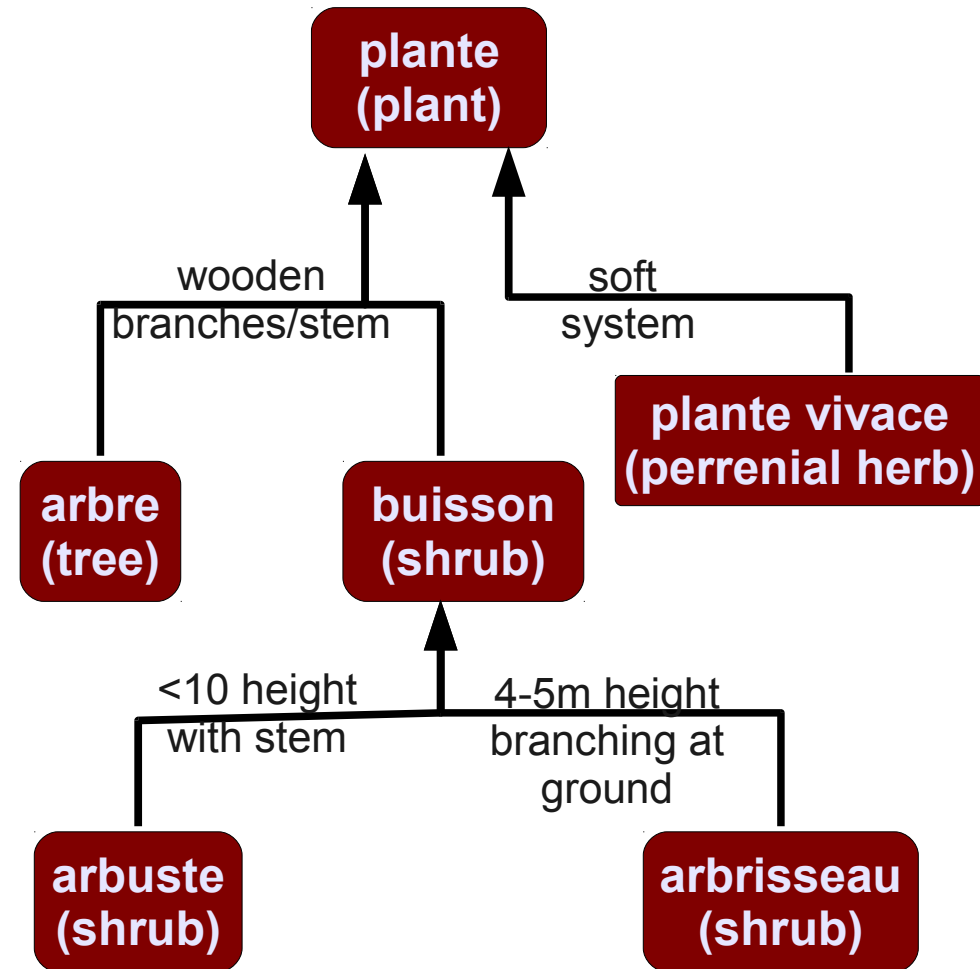 plante
(plant)
wooden
branches/stem
soft
system
plante vivace
(perrenial herb)
arbre
(tree)
buisson
(shrub)
<10 height
with stem
4-5m height
branching at
ground
arbuste
(shrub)
arbrisseau
(shrub)